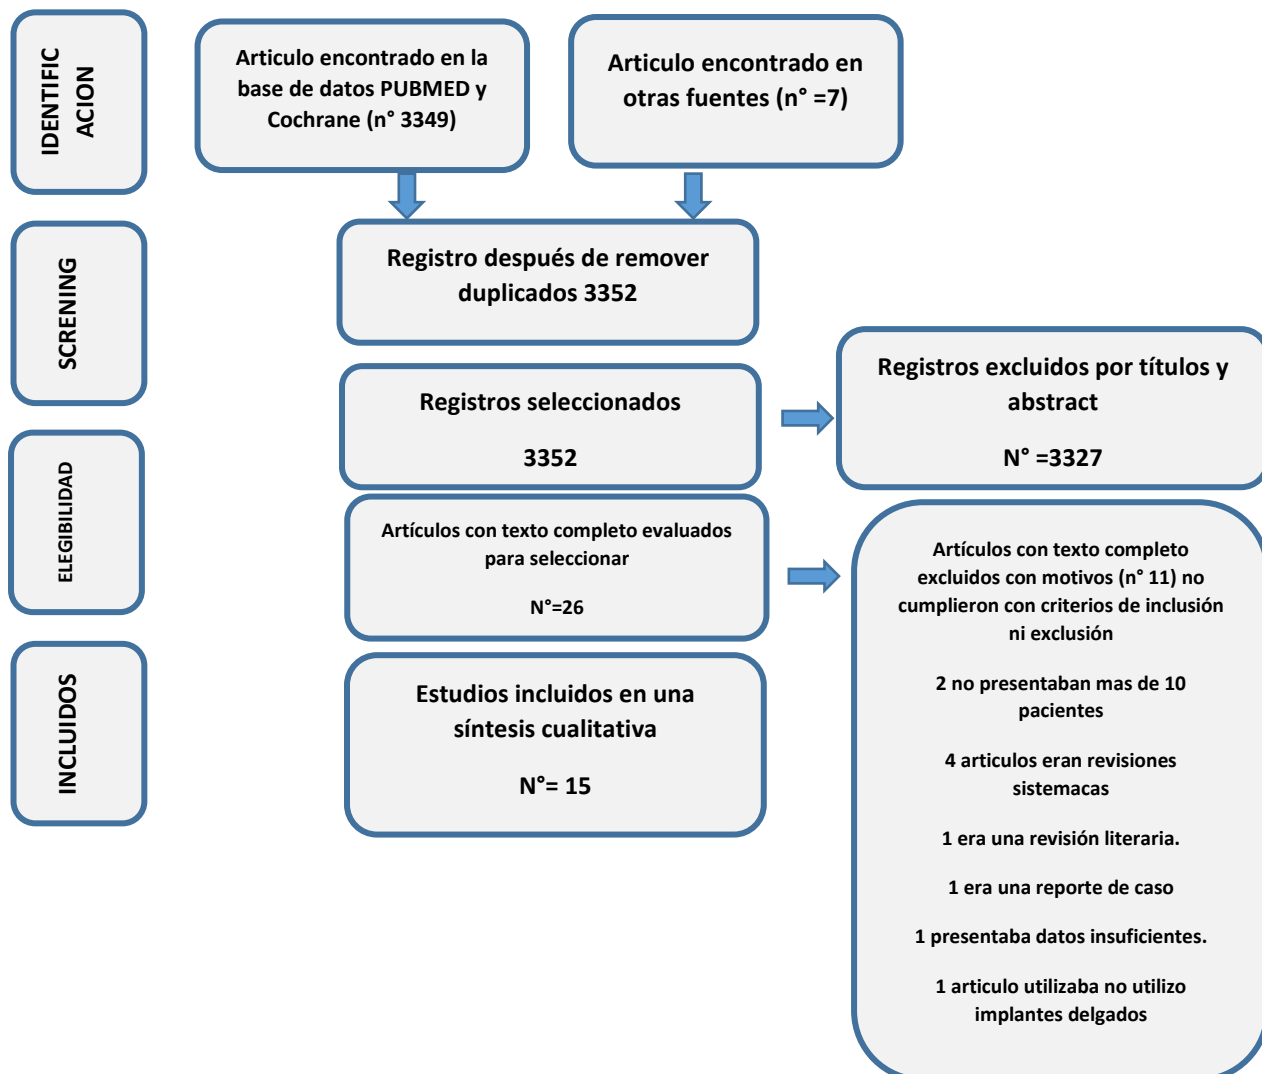 IDENTIFIC
ACION
Articulo encontrado en la
base de datos PUBMED y
Cochrane (n° 3349)
Articulo encontrado en
otras fuentes (n° =7)
SCRENING
Registro después de remover
duplicados 3352
Registros seleccionados
3352
Registros excluidos por títulos y
abstract
N° =3327
ELEGIBILIDAD
Artículos con texto completo evaluados
para seleccionar
N°=26
Artículos con texto completo
excluidos con motivos (n° 11) no
cumplieron con criterios de inclusión
ni exclusión
2 no presentaban mas de 10
pacientes
4 articulos eran revisiones
sistemacas
1 era una revisión literaria.
1 era una reporte de caso
1 presentaba datos insuficientes.
1 articulo utilizaba no utilizo
implantes delgados
INCLUIDOS
Estudios incluidos en una
síntesis cualitativa
N°= 15